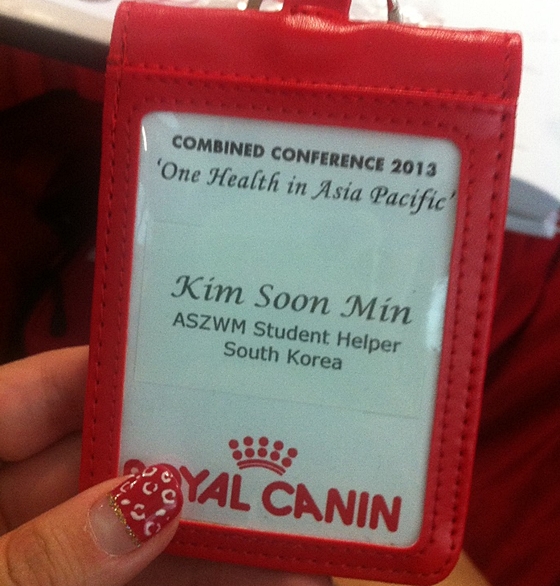 COMBINED CONFERENCE 2013
'One Health in Asia Pacific'
Kim Soon Min
ASZWM Student Helper
South Korea
ROYAL CANIN